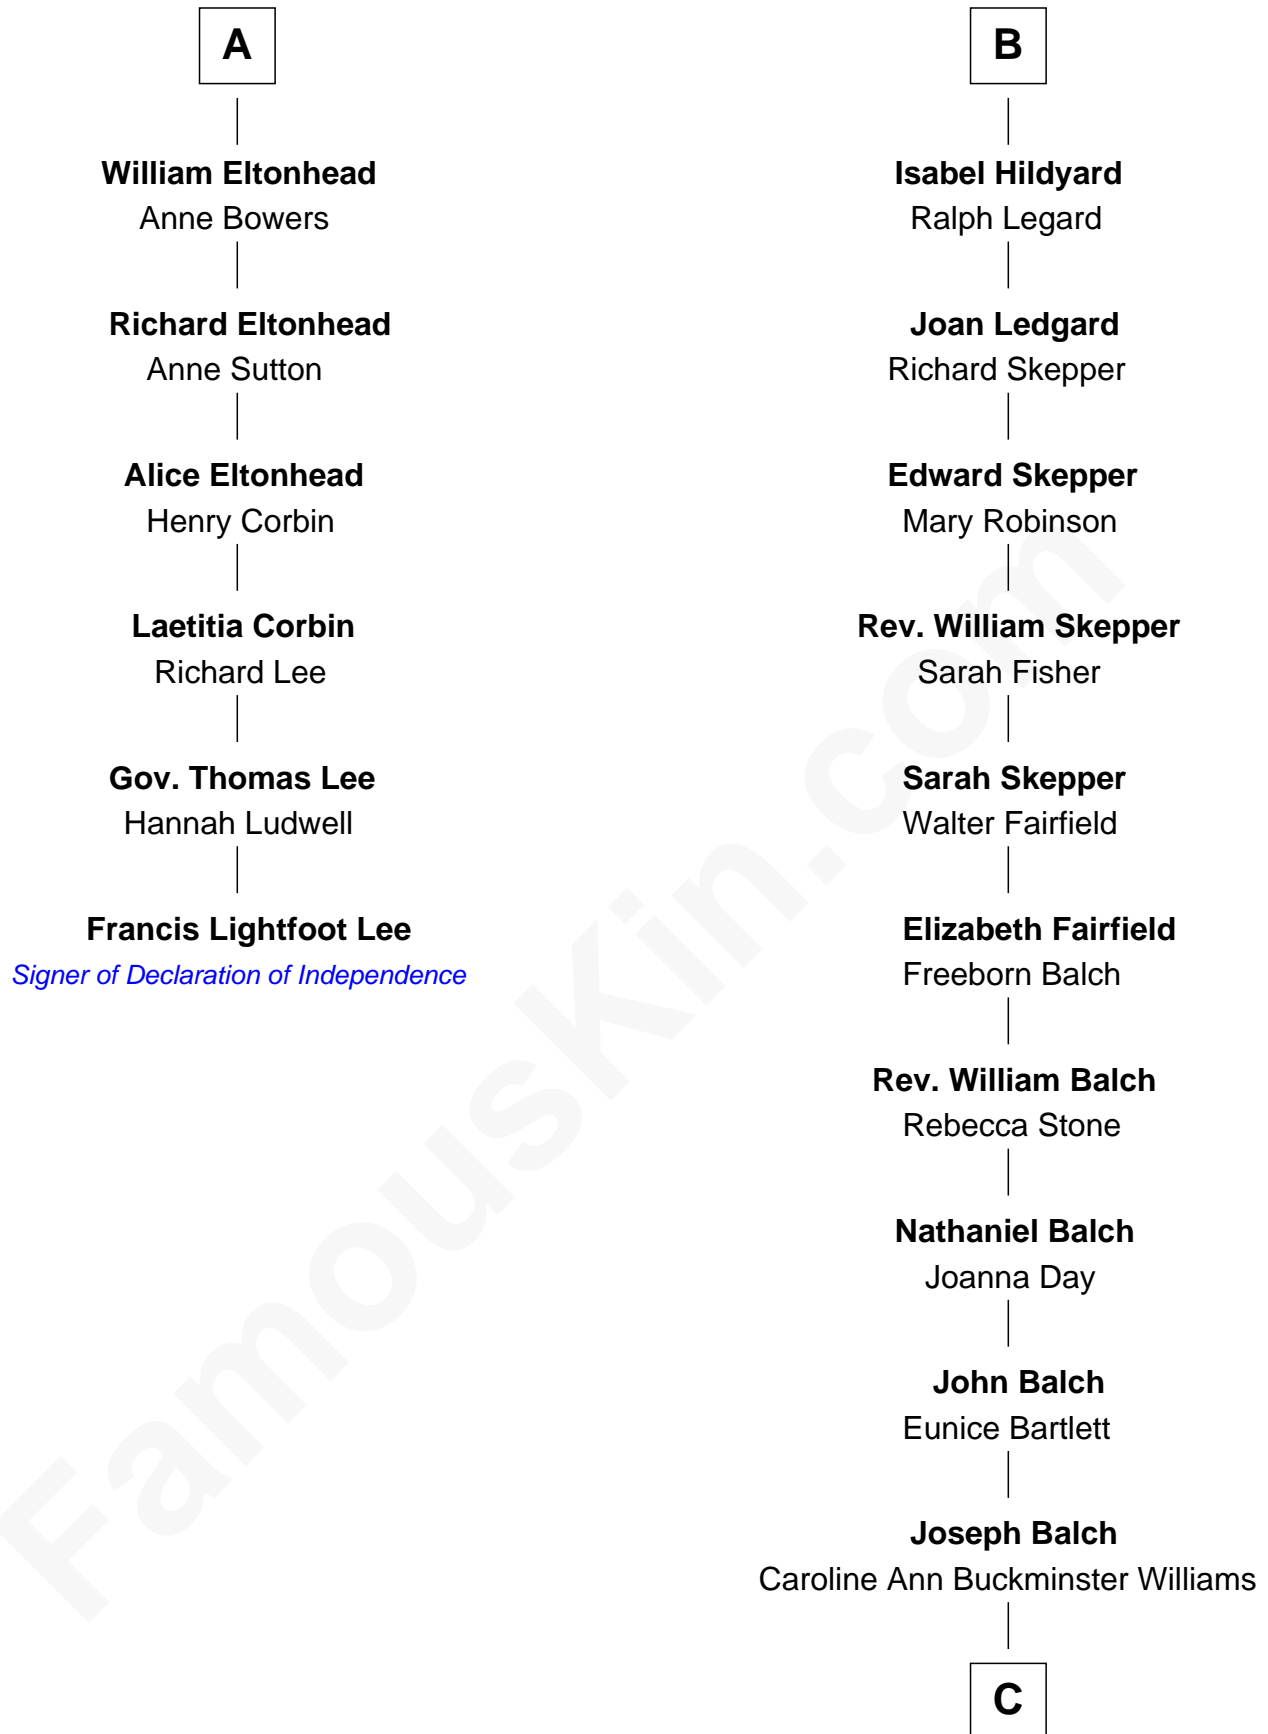 A
William Eltonhead
Anne Bowers
Richard Eltonhead
Anne Sutton
Alice Eltonhead
Henry Corbin
Laetitia Corbin
Richard Lee
Gov. Thomas Lee
Hannah Ludwell
Francis Lightfoot Lee
Signer of Declaration of Independence
B
Isabel Hildyard
Ralph Legard
Joan Ledgard
Richard Skepper
Edward Skepper
Mary Robinson
Rev. William Skepper
Sarah Fisher
Sarah Skepper
Walter Fairfield
Elizabeth Fairfield
Freeborn Balch
Rev. William Balch
Rebecca Stone
Nathaniel Balch
Joanna Day
John Balch
Eunice Bartlett
Joseph Balch
Caroline Ann Buckminster Williams
C
FamousKin.com